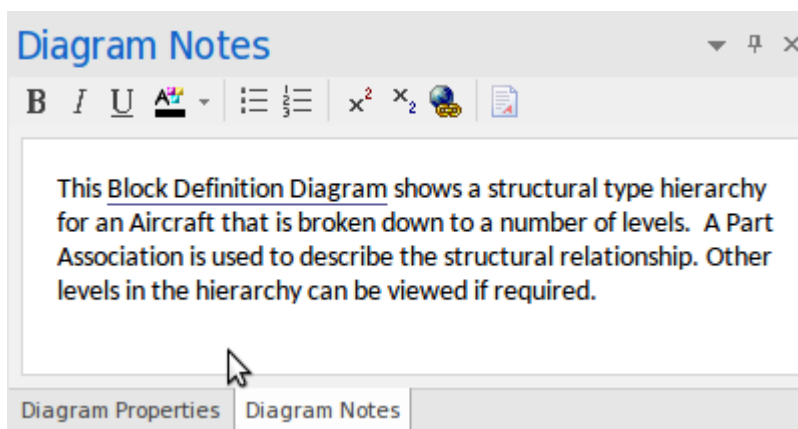 Diagram Notes
B I U A x² x₂
This Block Definition Diagram shows a structural type hierarchy
for an Aircraft that is broken down to a number of levels.  A Part
Association is used to describe the structural relationship. Other
levels in the hierarchy can be viewed if required.
Diagram Properties Diagram Notes